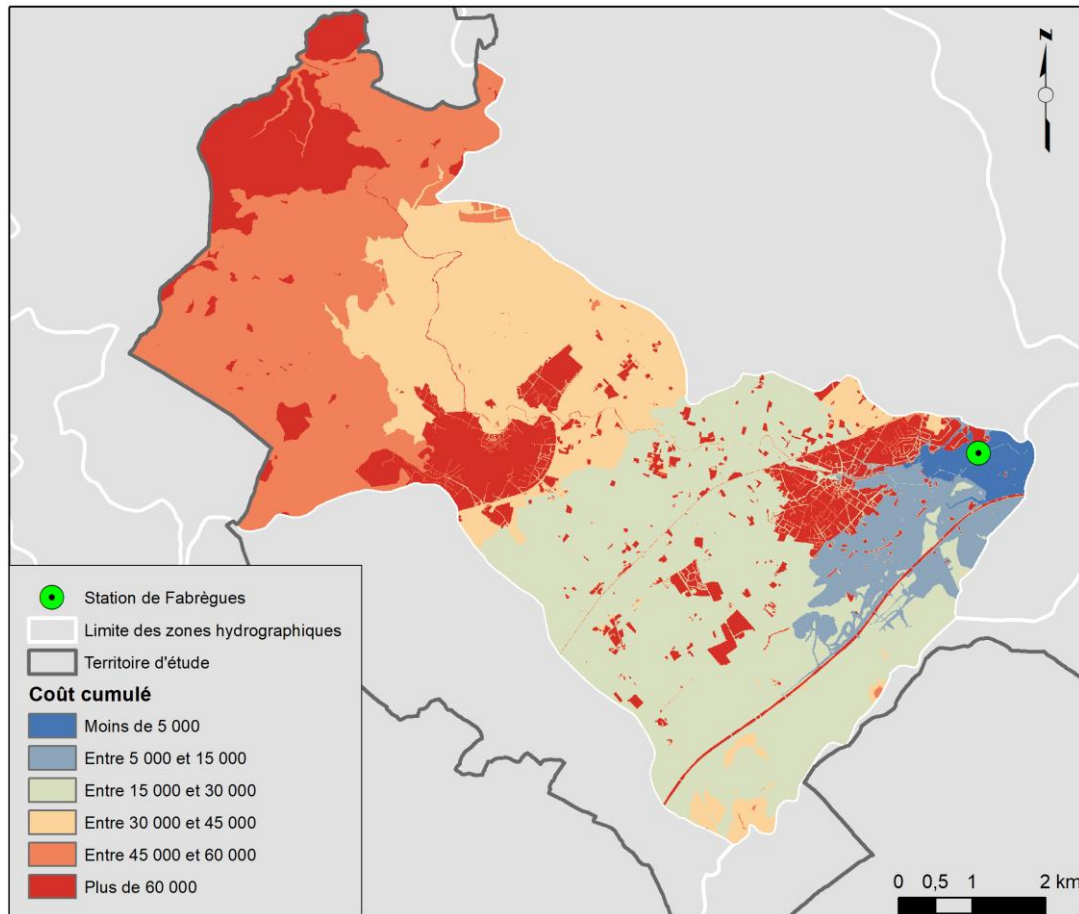 N
Station de Fabrègues
Limite des zones hydrographiques
Territoire d'étude
Coût cumulé
Moins de 5 000
Entre 5 000 et 15 000
Entre 15 000 et 30 000
Entre 30 000 et 45 000
Entre 45 000 et 60 000
Plus de 60 000
0 0,5 1 2 km